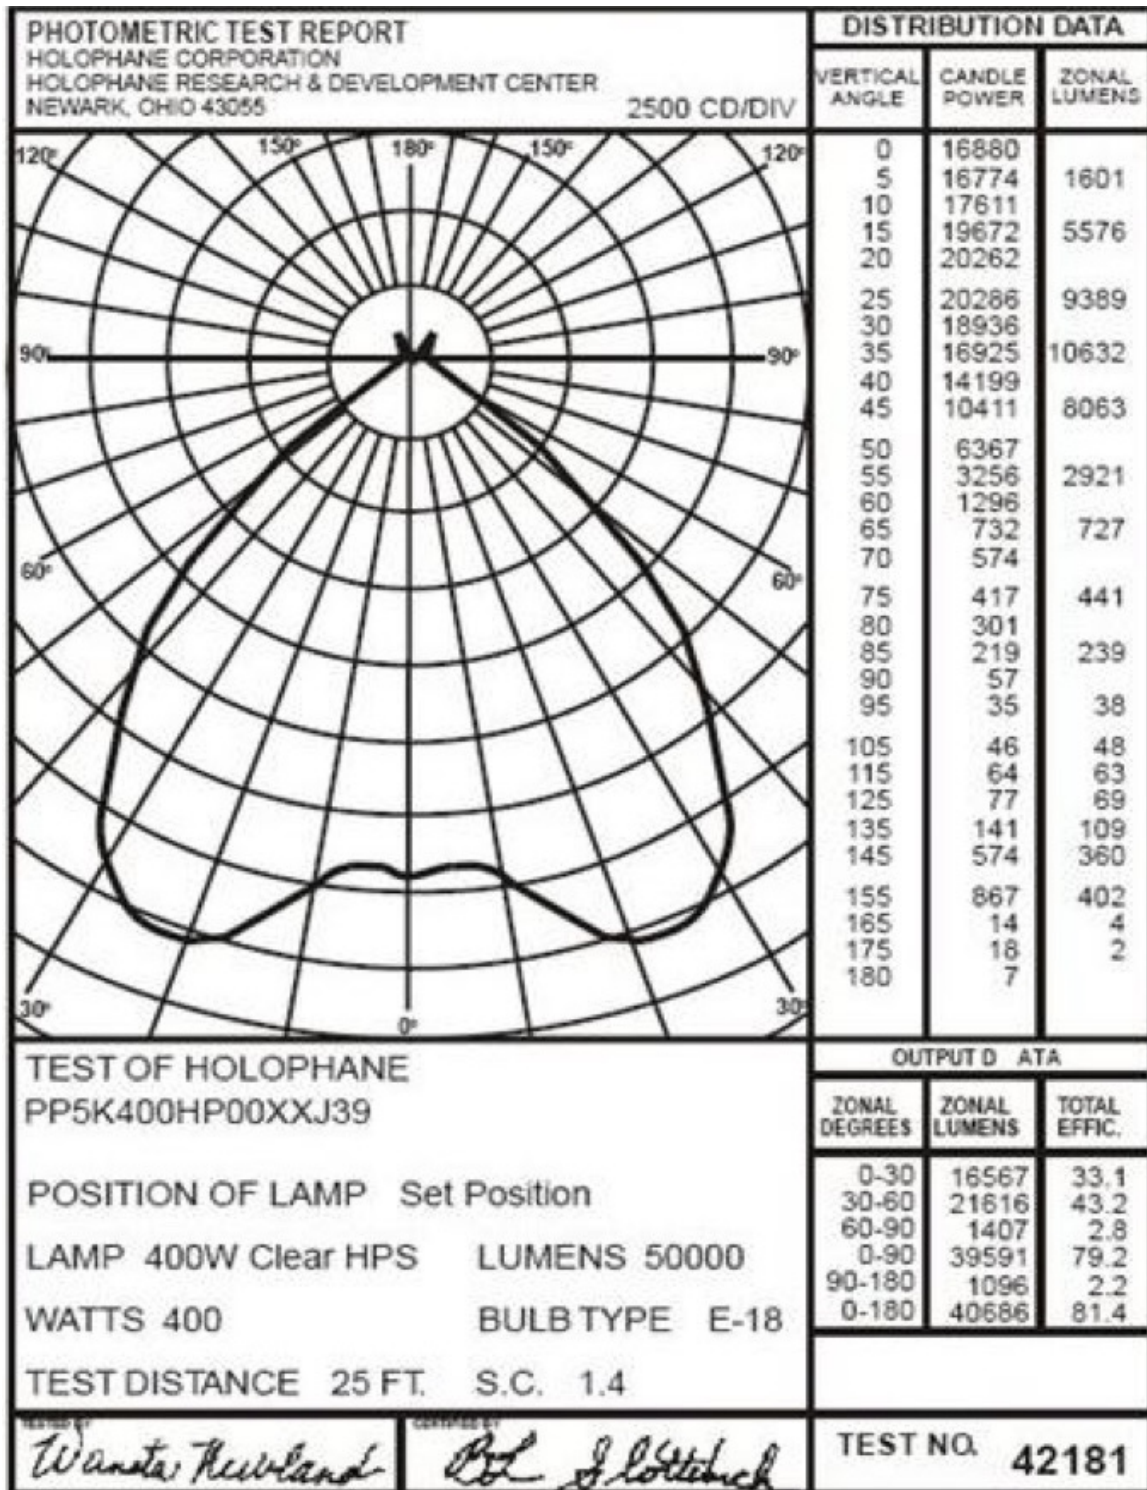 PHOTOMETRIC TEST REPORT
HOLOPHANE CORPORATION
HOLOPHANE RESEARCH & DEVELOPMENT CENTER
NEWARK, OHIO 43055
2500 CD/DIV
120° 150° 180° 150° 120°
90° 90°
60° 60°
30° 0° 30°
DISTRIBUTION DATA
VERTICAL ANGLE CANDLE POWER ZONAL LUMENS
0 16880
5 16774 1601
10 17611
15 19672 5576
20 20262
25 20286 9389
30 18936
35 16925 10632
40 14199
45 10411 8063
50 6367
55 3256 2921
60 1296
65 732 727
70 574
75 417 441
80 301
85 219 239
90 57
95 35 38
105 46 48
115 64 63
125 77 69
135 141 109
145 574 360
155 867 402
165 14 4
175 18 2
180 7
TEST OF HOLOPHANE
PP5K400HP00XXJ39
POSITION OF LAMP Set Position
LAMP 400W Clear HPS LUMENS 50000
WATTS 400 BULB TYPE E-18
TEST DISTANCE 25 FT. S.C. 1.4
OUTPUT D ATA
ZONAL DEGREES ZONAL LUMENS TOTAL EFFIC.
0-30 16567 33.1
30-60 21616 43.2
60-90 1407 2.8
0-90 39591 79.2
90-180 1096 2.2
0-180 40686 81.4
TESTED BY
CERTIFIED BY
TEST NO. 42181